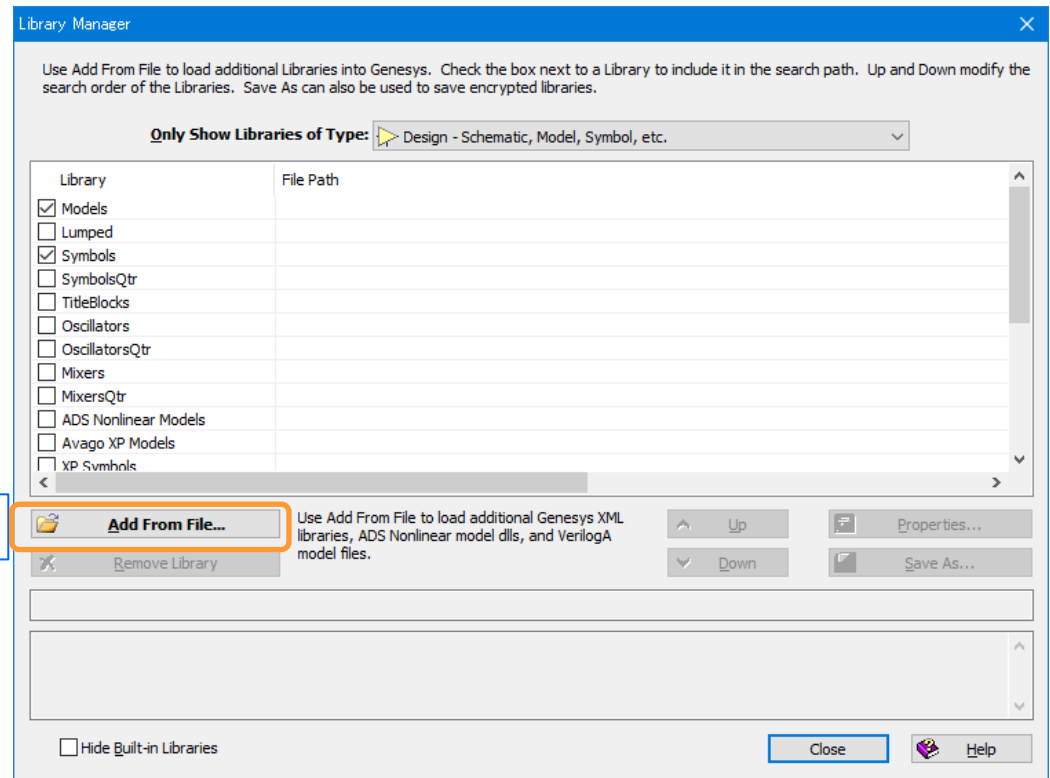 Library Manager
Use Add From File to load additional Libraries into Genesys. Check the box next to a Library to include it in the search path. Up and Down modify the
search order of the Libraries. Save As can also be used to save encrypted libraries.
Only Show Libraries of Type: Design - Schematic, Model, Symbol, etc.
Library File Path
Models
Lumped
Symbols
SymbolsQtr
TitleBlocks
Oscillators
OscillatorsQtr
Mixers
MixersQtr
ADS Nonlinear Models
Avago XP Models
XP Symbols
Add From File...
Use Add From File to load additional Genesys XML
libraries, ADS Nonlinear model dlls, and VerilogA
model files.
Up
Properties...
Remove Library
Down
Save As...
Hide Built-in Libraries
Close
Help